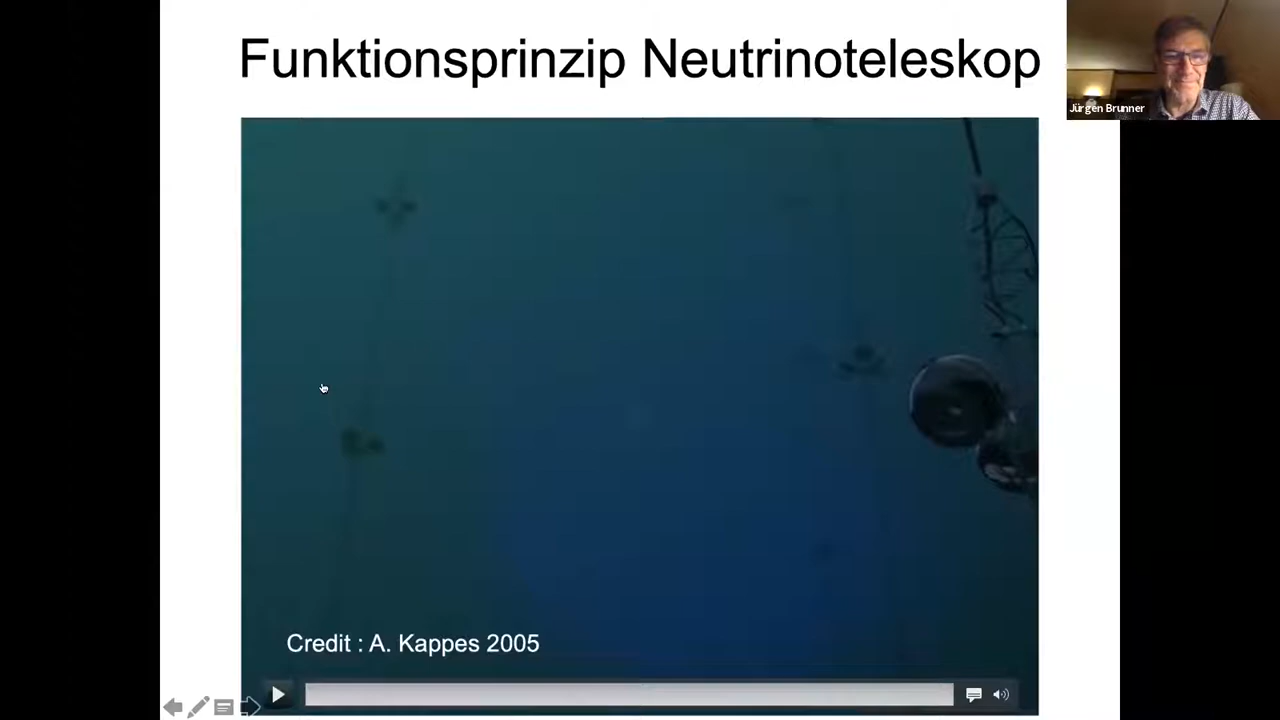 Funktionsprinzip Neutrinoteleskop
Jürgen Brunner
Credit : A. Kappes 2005